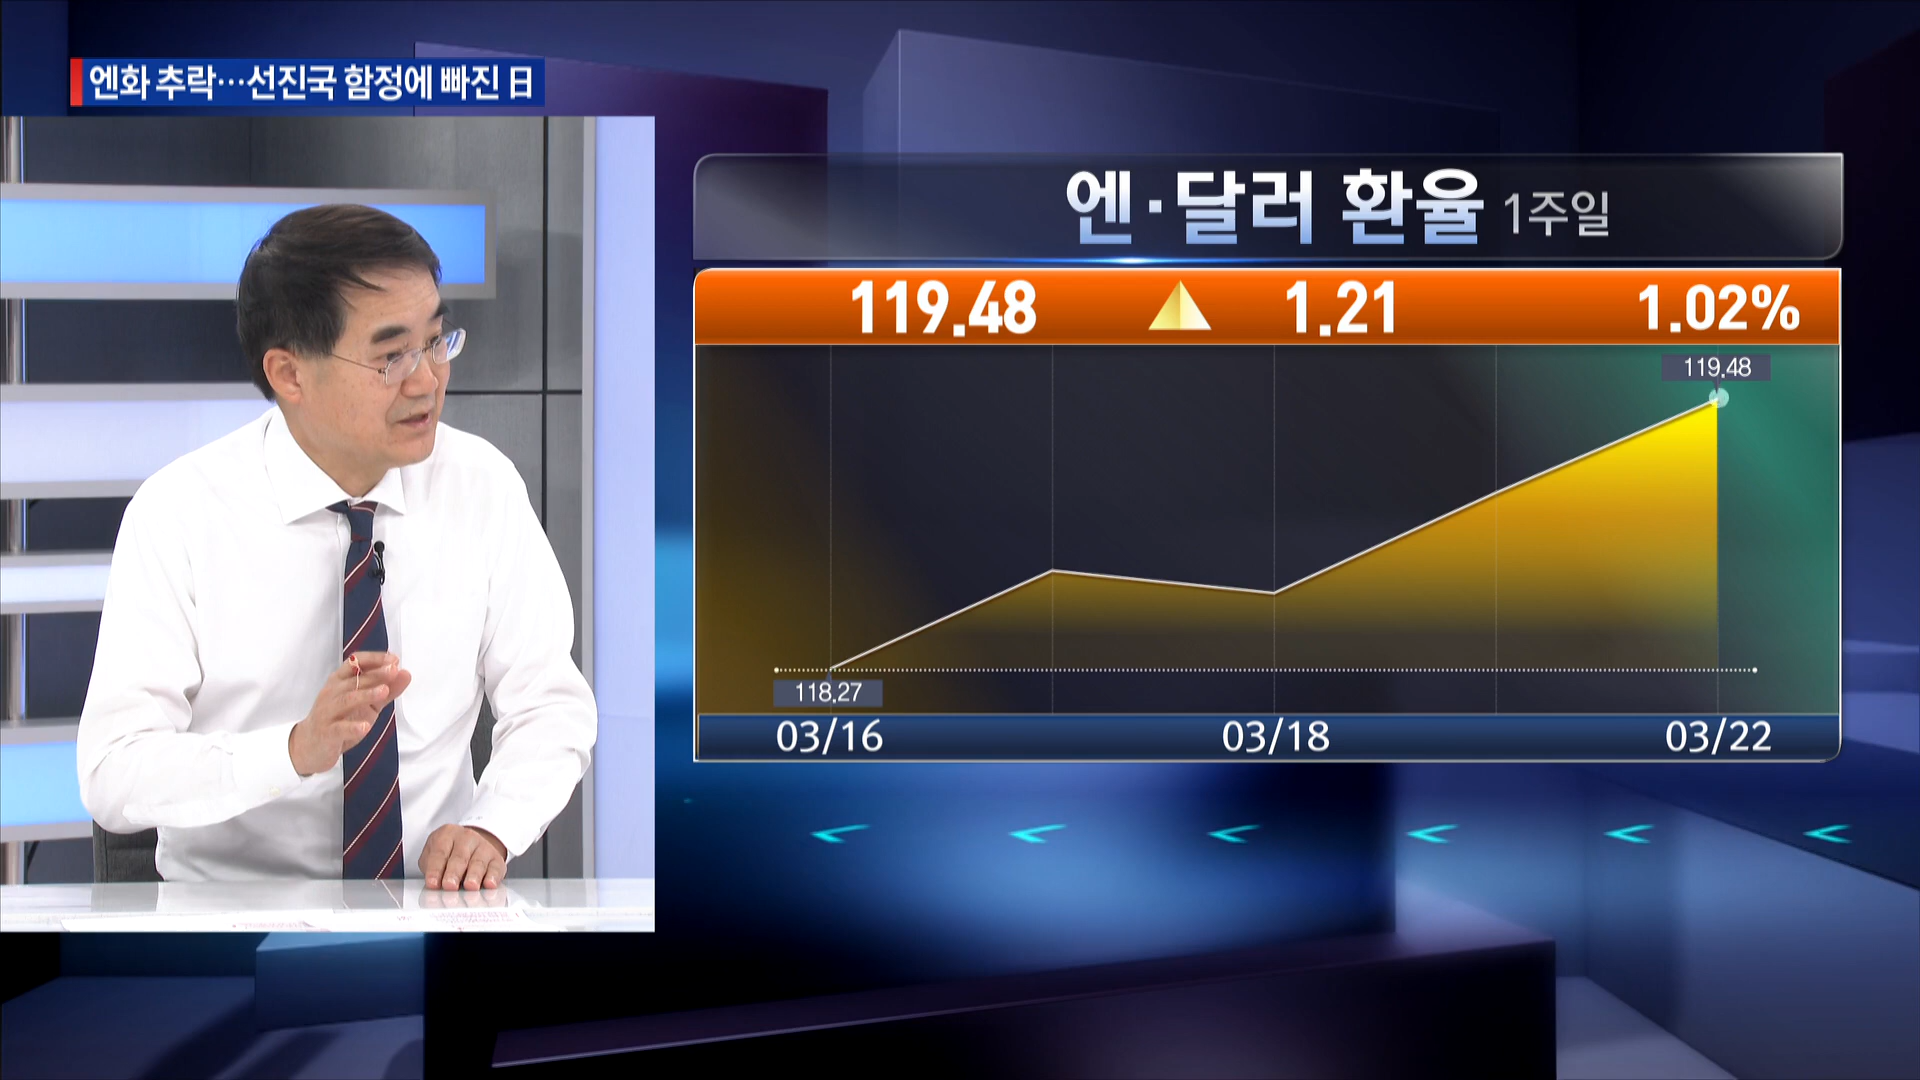 엔화 추락…선진국 함정에 빠진 日
엔·달러 환율 1주일
119.48 ▲ 1.21 1.02%
119.48
118.27
03/16 03/18 03/22